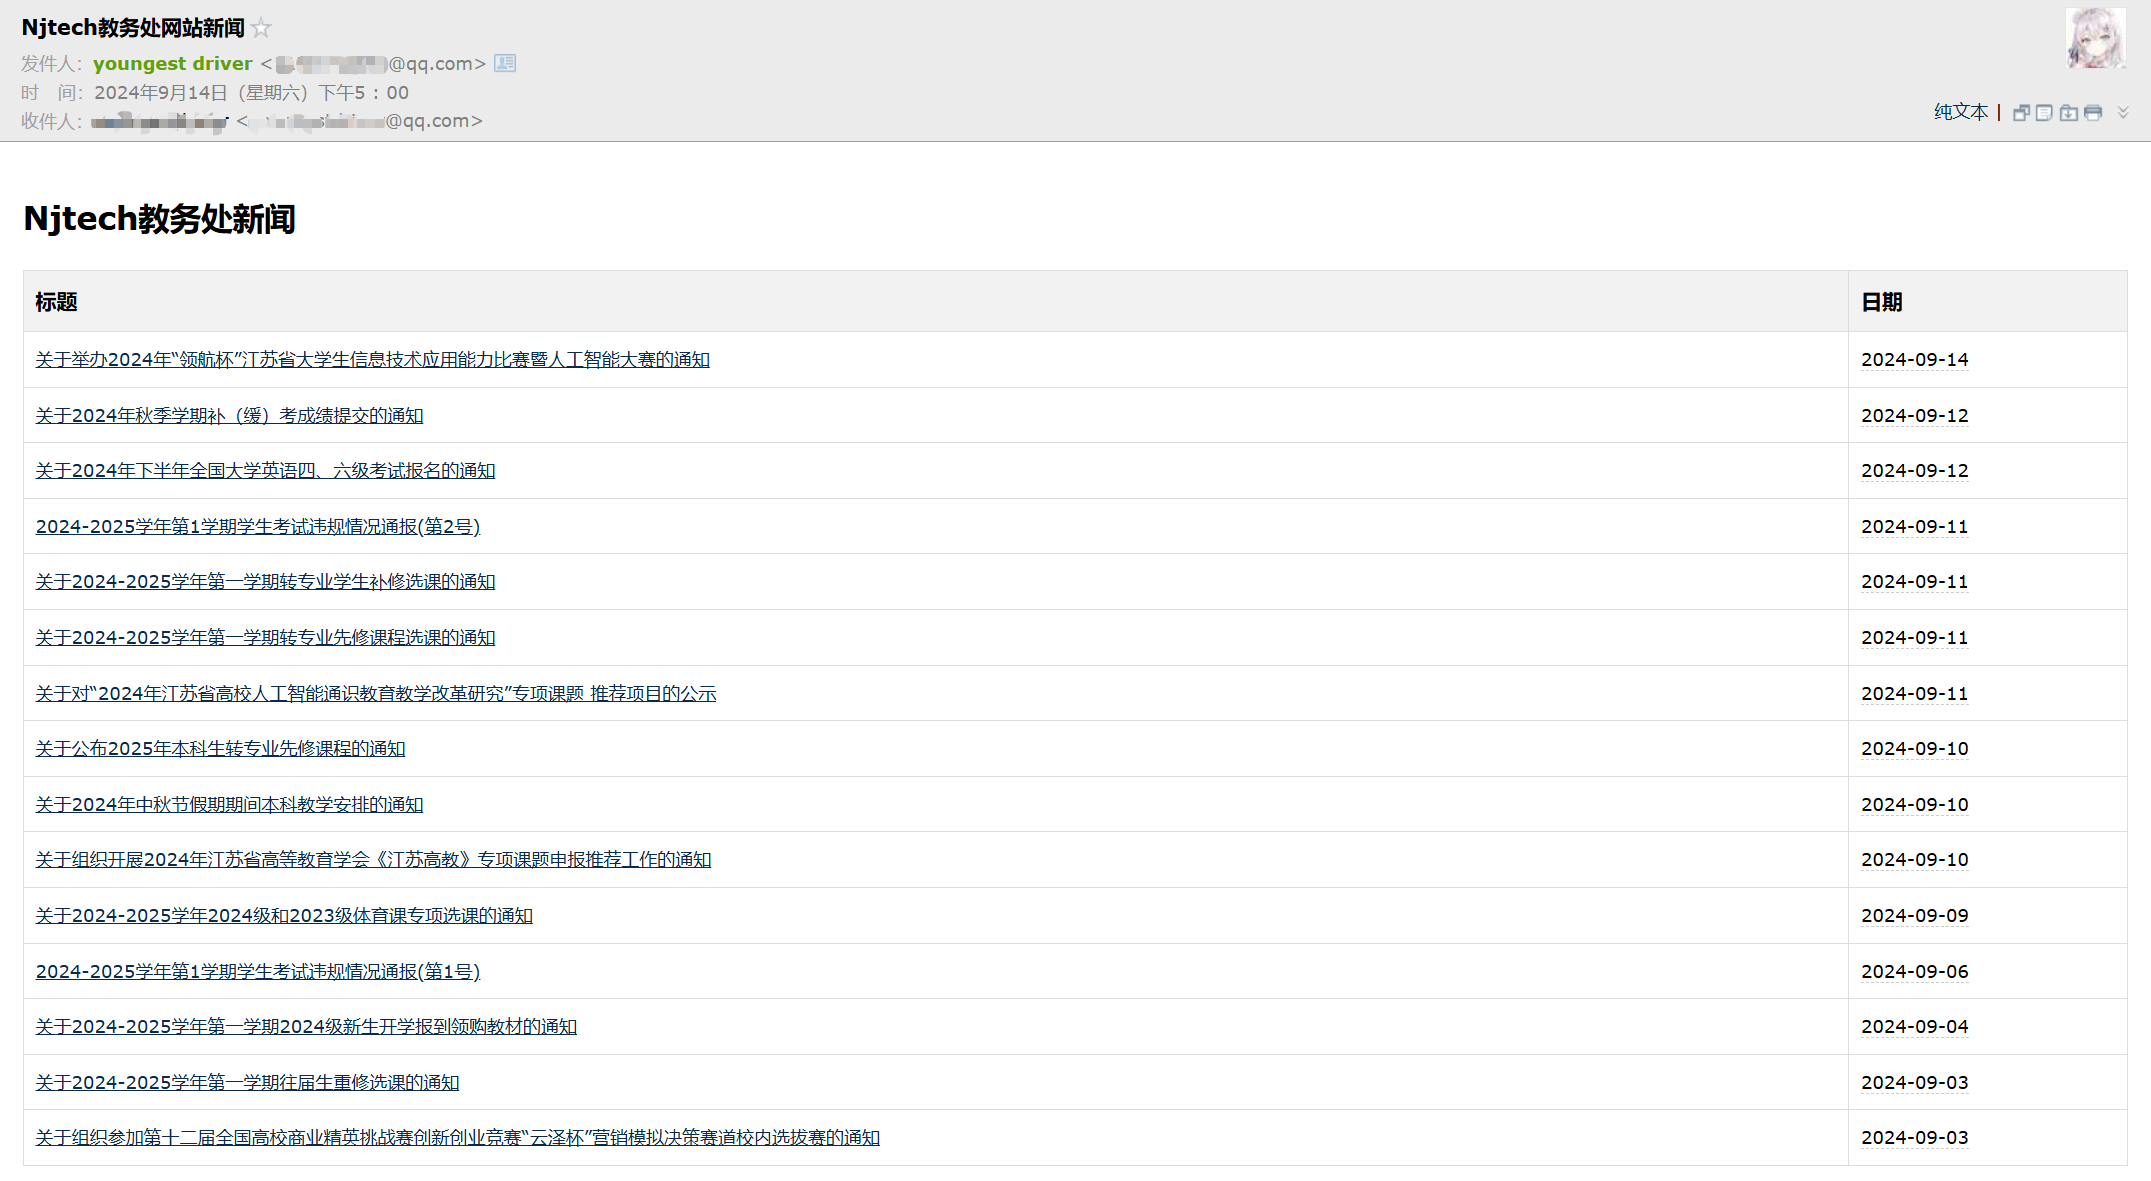 Njtech教务处网站新闻
发件人：youngest driver < @qq.com>
时　间：2024年9月14日（星期六）下午5：00
收件人： < @qq.com>
纯文本 |
Njtech教务处新闻
标题 日期
关于举办2024年“领航杯”江苏省大学生信息技术应用能力比赛暨人工智能大赛的通知 2024-09-14
关于2024年秋季学期补（缓）考成绩提交的通知 2024-09-12
关于2024年下半年全国大学英语四、六级考试报名的通知 2024-09-12
2024-2025学年第1学期学生考试违规情况通报(第2号) 2024-09-11
关于2024-2025学年第一学期转专业学生补修选课的通知 2024-09-11
关于2024-2025学年第一学期转专业先修课程选课的通知 2024-09-11
关于对“2024年江苏省高校人工智能通识教育教学改革研究”专项课题 推荐项目的公示 2024-09-11
关于公布2025年本科生转专业先修课程的通知 2024-09-10
关于2024年中秋节假期期间本科教学安排的通知 2024-09-10
关于组织开展2024年江苏省高等教育学会《江苏高教》专项课题申报推荐工作的通知 2024-09-10
关于2024-2025学年2024级和2023级体育课专项选课的通知 2024-09-09
2024-2025学年第1学期学生考试违规情况通报(第1号) 2024-09-06
关于2024-2025学年第一学期2024级新生开学报到领购教材的通知 2024-09-04
关于2024-2025学年第一学期往届生重修选课的通知 2024-09-03
关于组织参加第十二届全国高校商业精英挑战赛创新创业竞赛“云泽杯”营销模拟决策赛道校内选拔赛的通知 2024-09-03